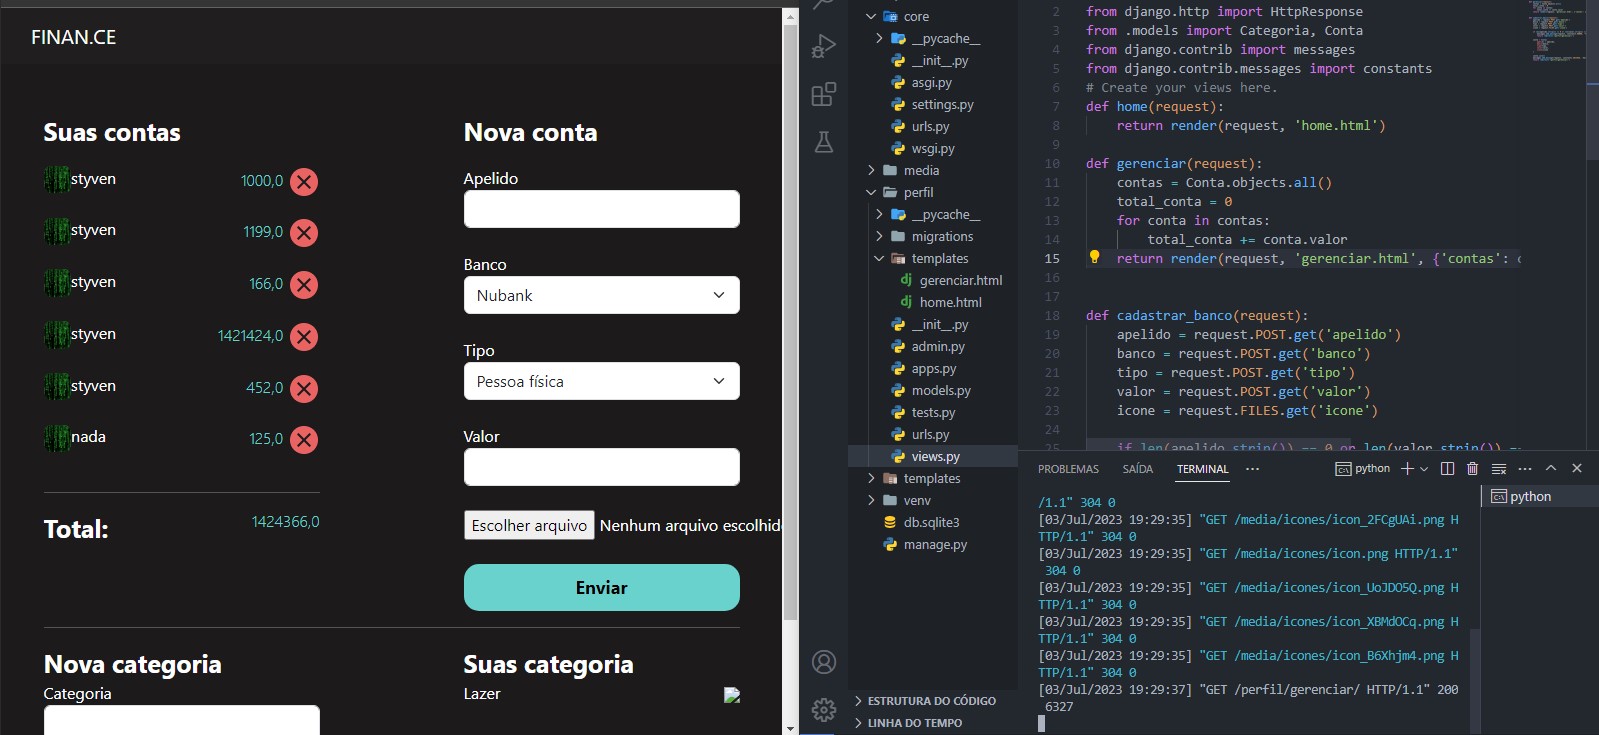 FINAN.CE
Suas contas
styven 1000,0
styven 1199,0
styven 166,0
styven 1421424,0
styven 452,0
nada 125,0
Total: 1424366,0
Nova conta
Apelido
Banco
Nubank
Tipo
Pessoa física
Valor
Escolher arquivo Nenhum arquivo escolhido
Enviar
Nova categoria
Categoria
Suas categoria
Lazer
core
__pycache__
__init__.py
asgi.py
settings.py
urls.py
wsgi.py
media
perfil
__pycache__
migrations
templates
gerenciar.html
home.html
__init__.py
admin.py
apps.py
models.py
tests.py
urls.py
views.py
templates
venv
db.sqlite3
manage.py
ESTRUTURA DO CÓDIGO
LINHA DO TEMPO
2 from django.http import HttpResponse
3 from .models import Categoria, Conta
4 from django.contrib import messages
5 from django.contrib.messages import constants
6 # Create your views here.
7 def home(request):
8 return render(request, 'home.html')
9
10 def gerenciar(request):
11 contas = Conta.objects.all()
12 total_conta = 0
13 for conta in contas:
14 total_conta += conta.valor
15 return render(request, 'gerenciar.html', {'contas': c
16
17
18 def cadastrar_banco(request):
19 apelido = request.POST.get('apelido')
20 banco = request.POST.get('banco')
21 tipo = request.POST.get('tipo')
22 valor = request.POST.get('valor')
23 icone = request.FILES.get('icone')
24
25 if len(apelido.strip()) == 0 or len(valor.strip()) ==
PROBLEMAS SAÍDA TERMINAL python
python
/1.1" 304 0
[03/Jul/2023 19:29:35] "GET /media/icones/icon_2FCgUAi.png H
TTP/1.1" 304 0
[03/Jul/2023 19:29:35] "GET /media/icones/icon.png HTTP/1.1"
304 0
[03/Jul/2023 19:29:35] "GET /media/icones/icon_UoJDO5Q.png H
TTP/1.1" 304 0
[03/Jul/2023 19:29:35] "GET /media/icones/icon_XBMdOCq.png H
TTP/1.1" 304 0
[03/Jul/2023 19:29:35] "GET /media/icones/icon_B6Xhjm4.png H
TTP/1.1" 304 0
[03/Jul/2023 19:29:37] "GET /perfil/gerenciar/ HTTP/1.1" 200
6327